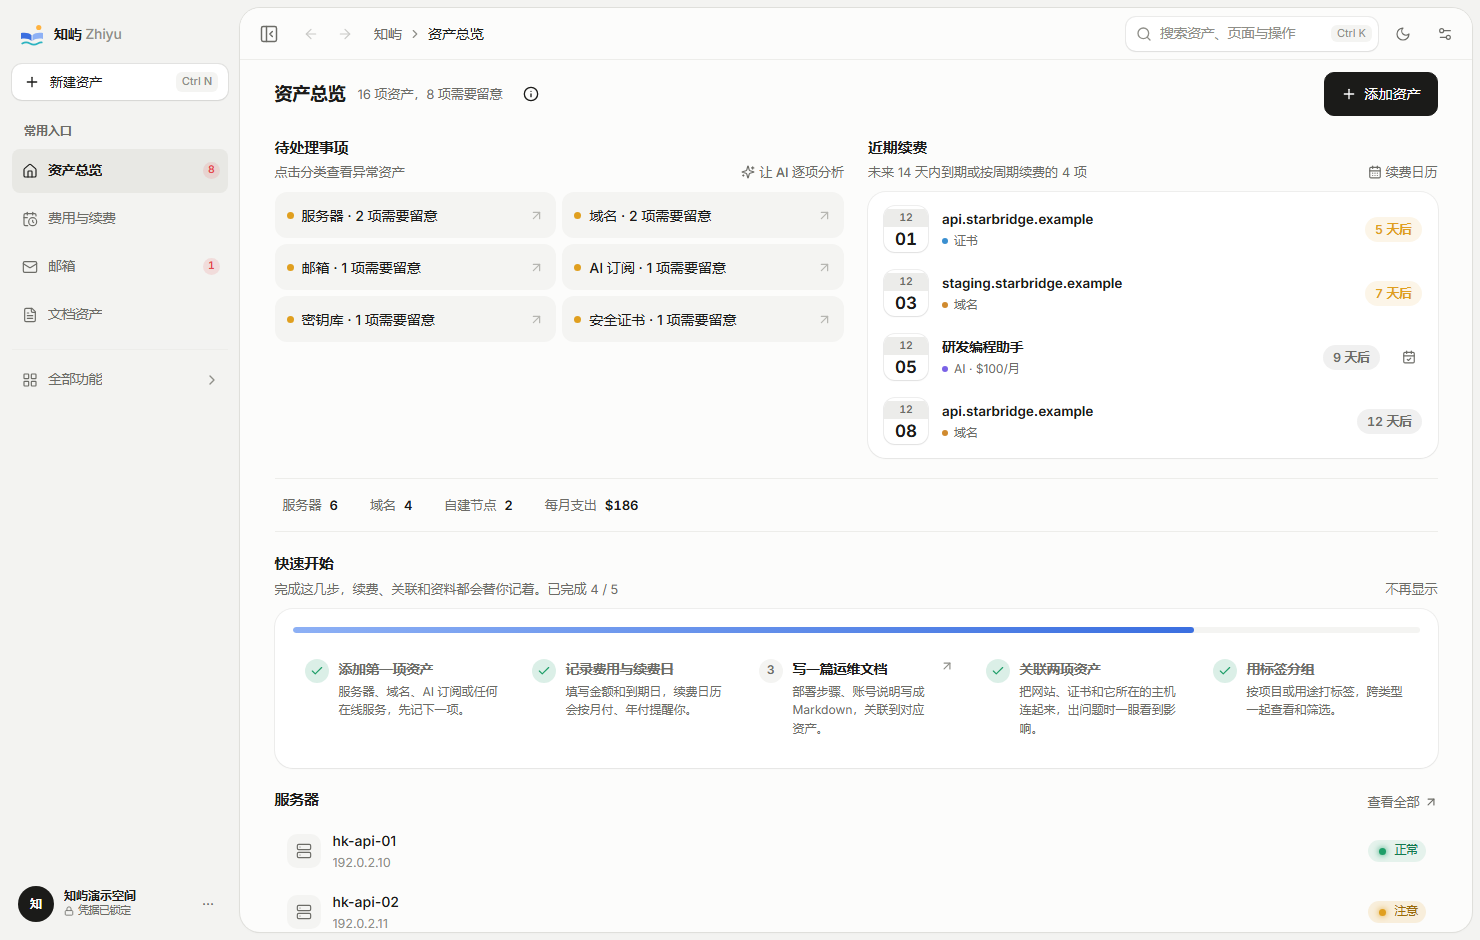 知屿 Zhiyu
新建资产 Ctrl N
常用入口
资产总览 8
费用与续费
邮箱 1
文档资产
全部功能
知 知屿演示空间
凭据已锁定
知屿 资产总览
搜索资产、页面与操作 Ctrl K
资产总览 16 项资产，8 项需要留意
添加资产
待处理事项
点击分类查看异常资产 让 AI 逐项分析
服务器 · 2 项需要留意 域名 · 2 项需要留意
邮箱 · 1 项需要留意 AI 订阅 · 1 项需要留意
密钥库 · 1 项需要留意 安全证书 · 1 项需要留意
近期续费
未来 14 天内到期或按周期续费的 4 项 续费日历
12
01
api.starbridge.example
证书
5 天后
12
03
staging.starbridge.example
域名
7 天后
12
05
研发编程助手
AI · $100/月
9 天后
12
08
api.starbridge.example
域名
12 天后
服务器 6 域名 4 自建节点 2 每月支出 $186
快速开始
完成这几步，续费、关联和资料都会替你记着。已完成 4 / 5 不再显示
添加第一项资产
服务器、域名、AI 订阅或任何
在线服务，先记下一项。
记录费用与续费日
填写金额和到期日，续费日历
会按月付、年付提醒你。
3 写一篇运维文档
部署步骤、账号说明写成
Markdown，关联到对应
资产。
关联两项资产
把网站、证书和它所在的主机
连起来，出问题时一眼看到影
响。
用标签分组
按项目或用途打标签，跨类型
一起查看和筛选。
服务器 查看全部
hk-api-01
192.0.2.10
正常
hk-api-02
192.0.2.11
注意